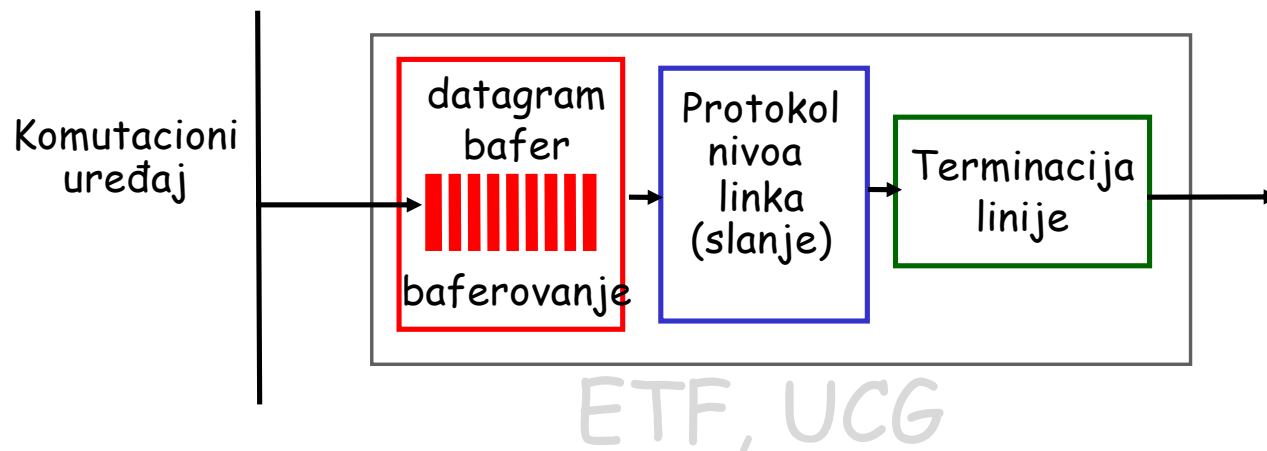 Komutacioni
uređaj
datagram
bafer
baferovanje
Protokol
nivoa
linka
(slanje)
Terminacija
linije
ETF, UCG